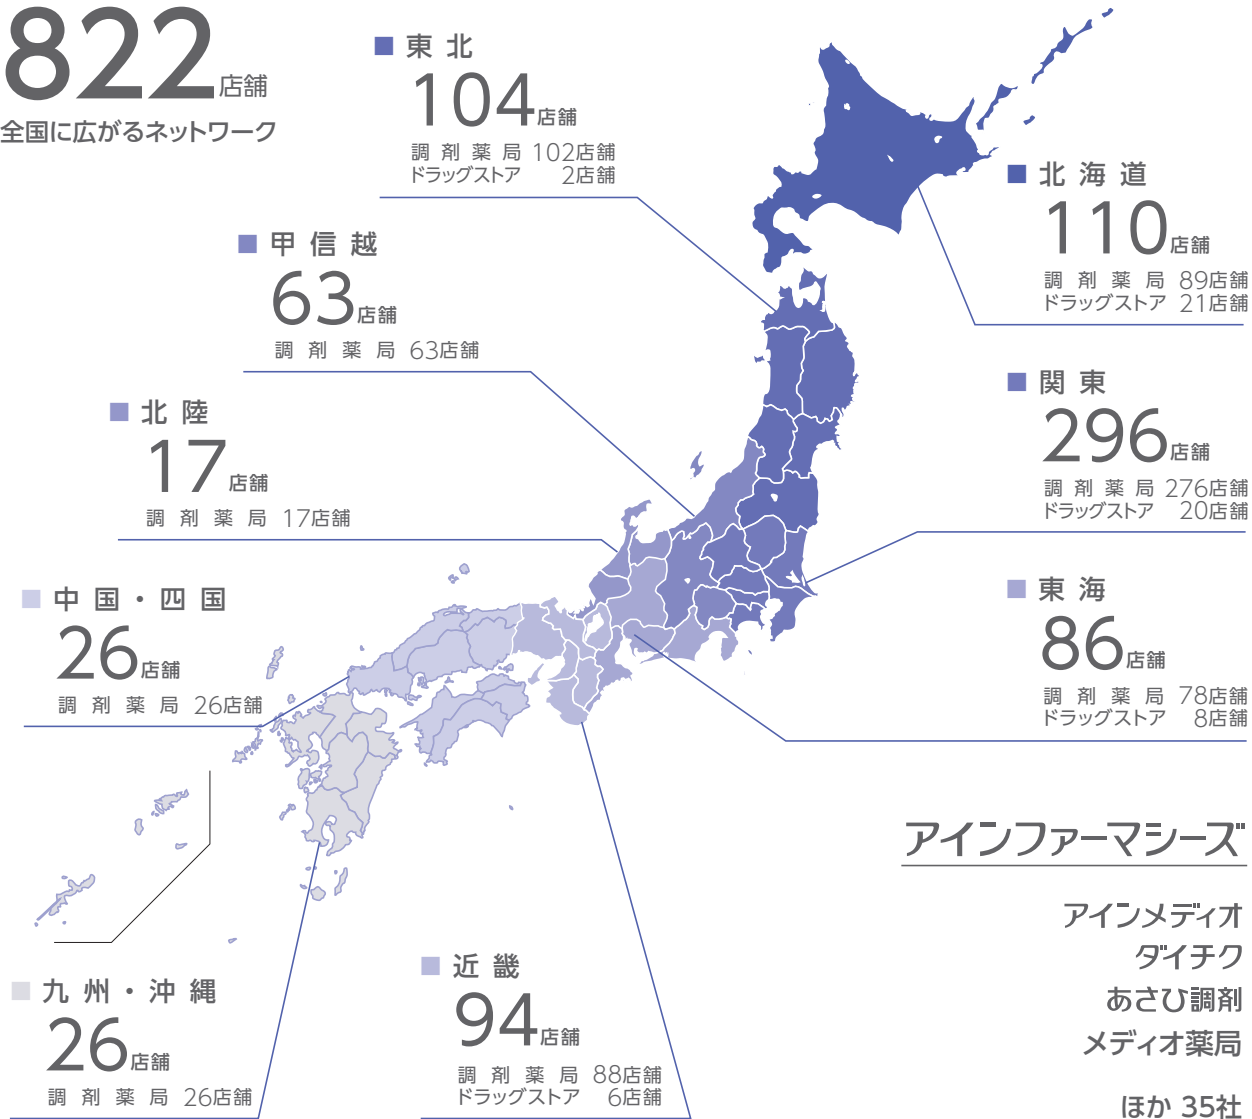 822店舗
全国に広がるネットワーク
東北
104店舗
調剤薬局 102店舗
ドラッグストア 2店舗
北海道
110店舗
調剤薬局 89店舗
ドラッグストア 21店舗
甲信越
63店舗
調剤薬局 63店舗
関東
296店舗
調剤薬局 276店舗
ドラッグストア 20店舗
北陸
17店舗
調剤薬局 17店舗
東海
86店舗
調剤薬局 78店舗
ドラッグストア 8店舗
中国・四国
26店舗
調剤薬局 26店舗
九州・沖縄
26店舗
調剤薬局 26店舗
近畿
94店舗
調剤薬局 88店舗
ドラッグストア 6店舗
アインファーマシーズ
アインメディオ
ダイチク
あさひ調剤
メディオ薬局
ほか 35社